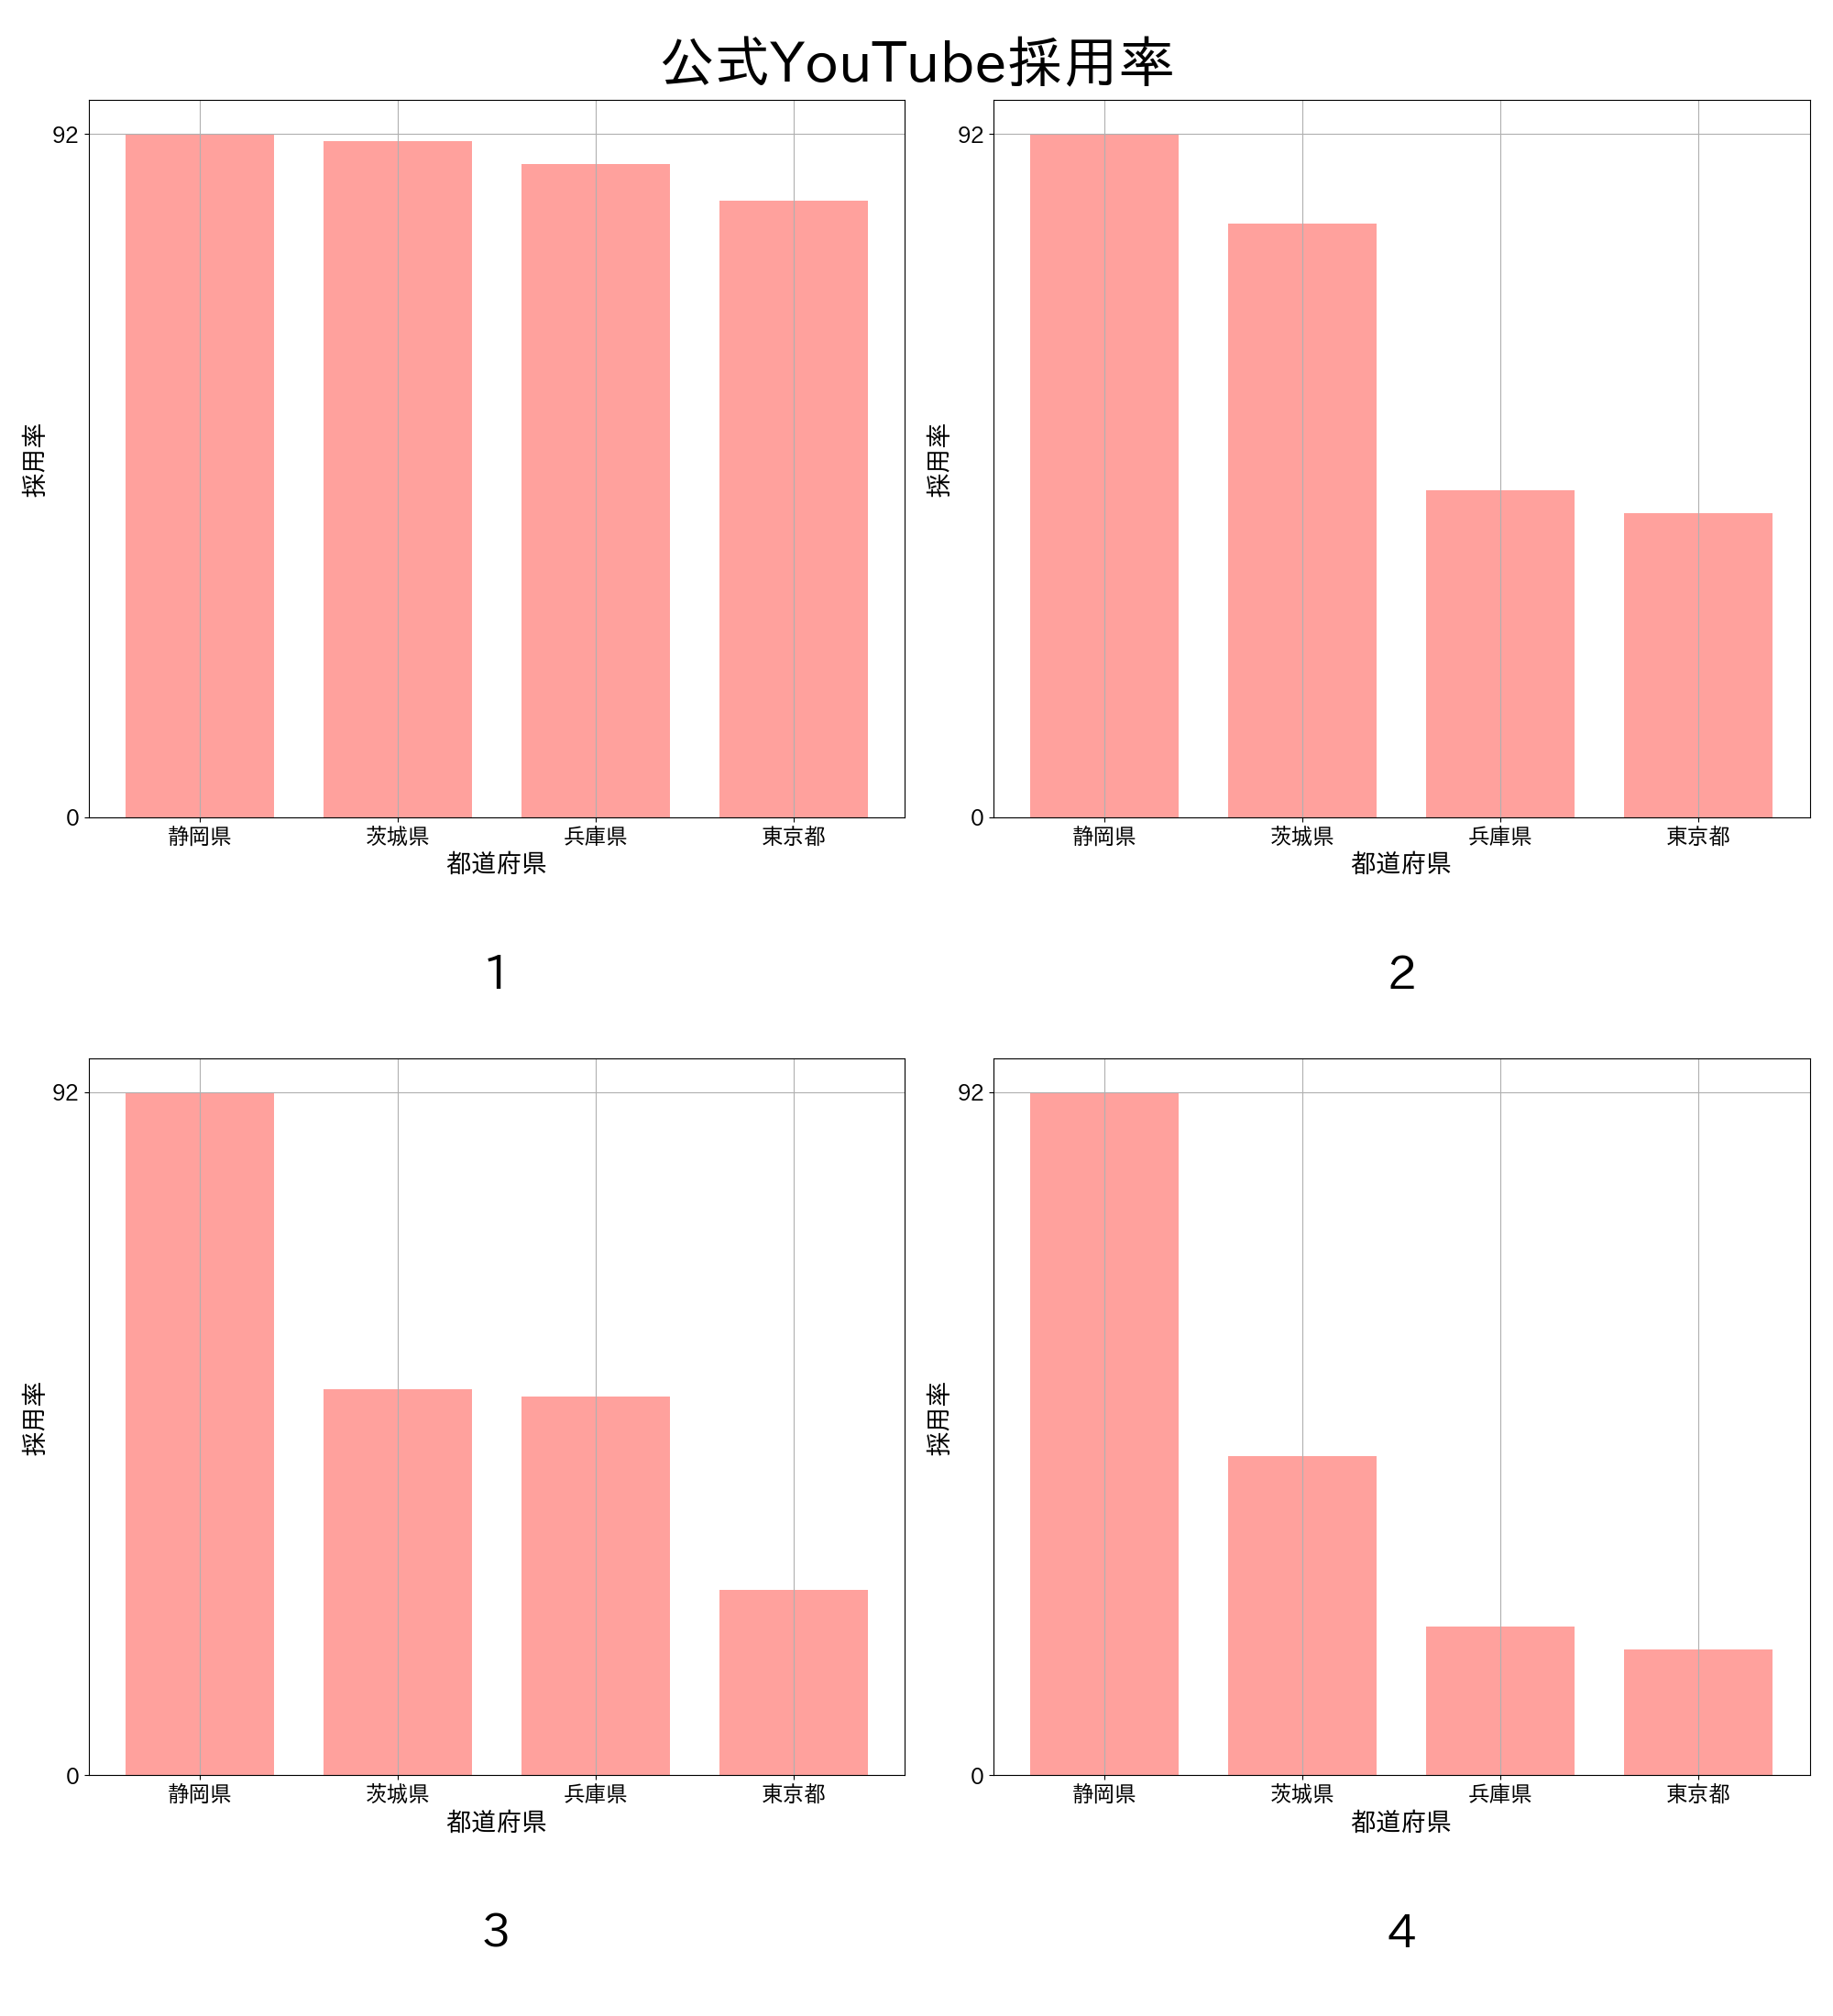 公式YouTube採用率
92
0
採用率
静岡県 茨城県 兵庫県 東京都
都道府県
1
92
0
採用率
静岡県 茨城県 兵庫県 東京都
都道府県
2
92
0
採用率
静岡県 茨城県 兵庫県 東京都
都道府県
3
92
0
採用率
静岡県 茨城県 兵庫県 東京都
都道府県
4